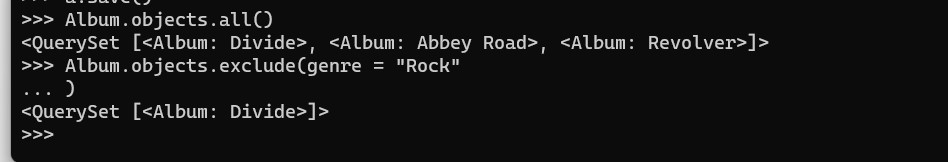 >>> a.save()
>>> Album.objects.all()
<QuerySet [<Album: Divide>, <Album: Abbey Road>, <Album: Revolver>]>
>>> Album.objects.exclude(genre = "Rock"
... )
<QuerySet [<Album: Divide>]>
>>>